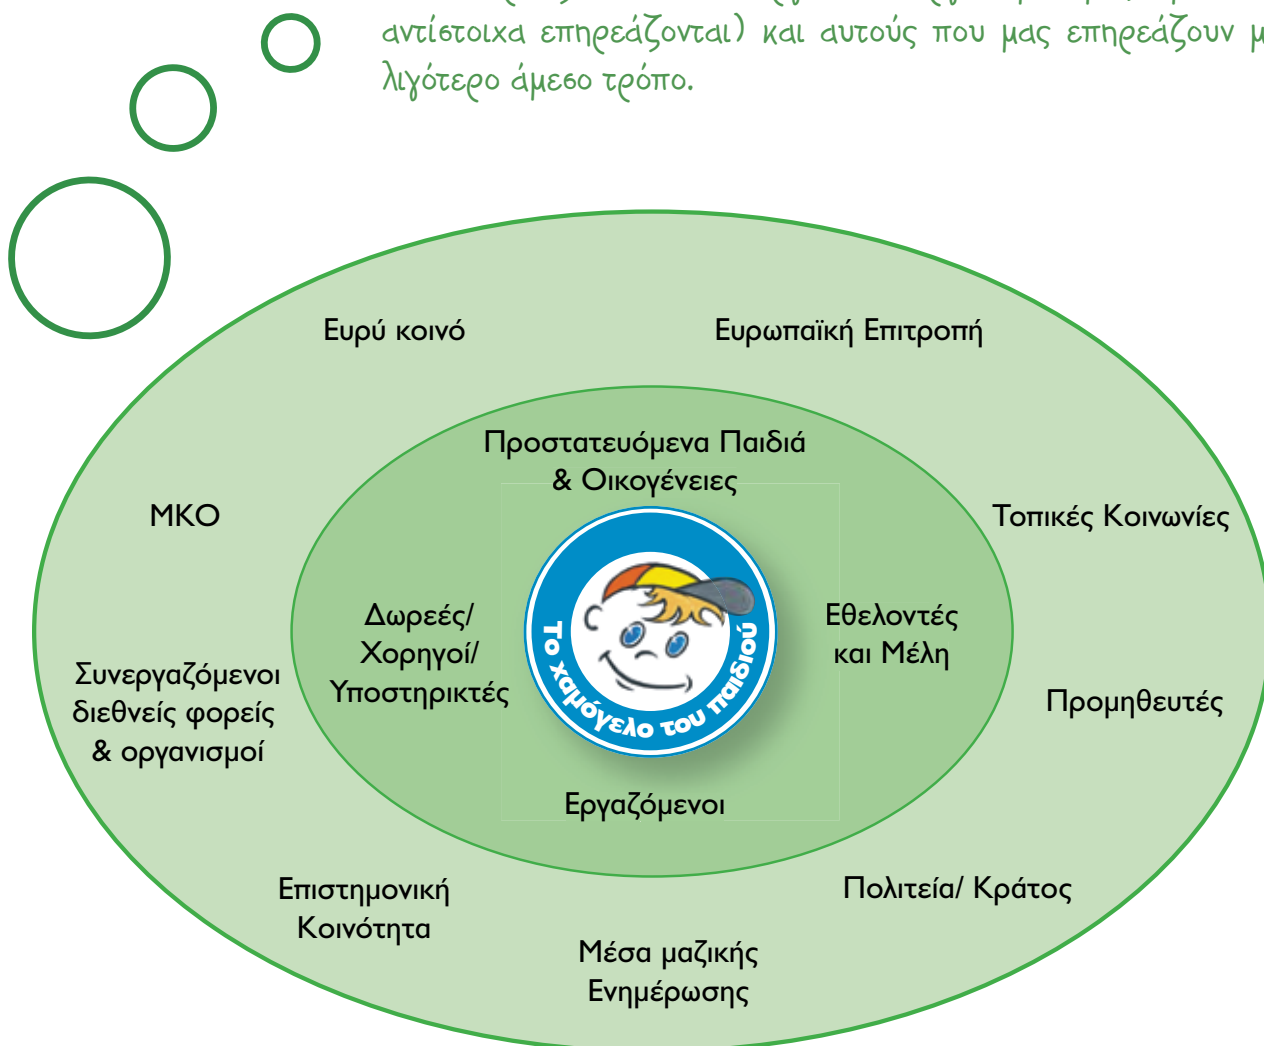 αντίστοιχα επηρεάζονται) και αυτούς που μας επηρεάζουν
λιγότερο άμεσο τρόπο.
Ευρύ κοινό
Ευρωπαϊκή Επιτροπή
Προστατευόμενα Παιδιά
& Οικογένειες
ΜΚΟ
Τοπικές Κοινωνίες
Δωρεές/
Χορηγοί/
Υποστηρικτές
Εθελοντές
και Μέλη
Το χαμόγελο του παιδιού
Συνεργαζόμενοι
διεθνείς φορείς
& οργανισμοί
Προμηθευτές
Εργαζόμενοι
Επιστημονική
Κοινότητα
Πολιτεία/ Κράτος
Μέσα μαζικής
Ενημέρωσης